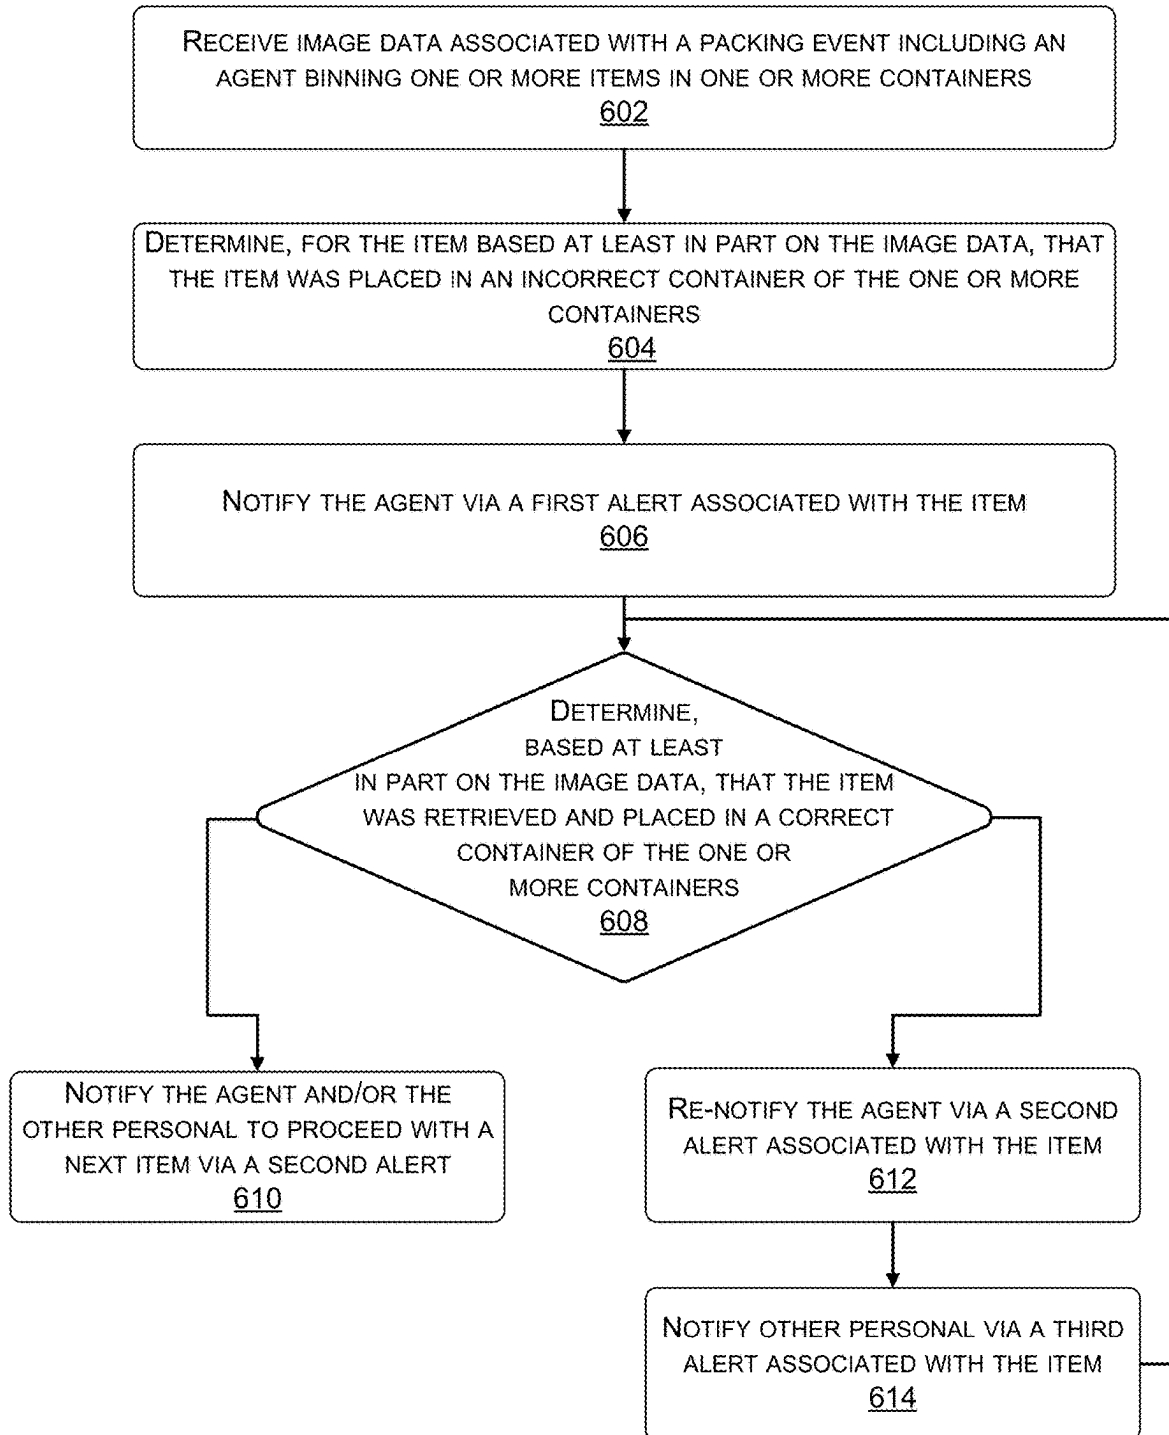 RECEIVE IMAGE DATA ASSOCIATED WITH A PACKING EVENT INCLUDING AN
AGENT BINNING ONE OR MORE ITEMS IN ONE OR MORE CONTAINERS
602
DETERMINE, FOR THE ITEM BASED AT LEAST IN PART ON THE IMAGE DATA, THAT
THE ITEM WAS PLACED IN AN INCORRECT CONTAINER OF THE ONE OR MORE
CONTAINERS
604
NOTIFY THE AGENT VIA A FIRST ALERT ASSOCIATED WITH THE ITEM
606
DETERMINE,
BASED AT LEAST
IN PART ON THE IMAGE DATA, THAT THE ITEM
WAS RETRIEVED AND PLACED IN A CORRECT
CONTAINER OF THE ONE OR
MORE CONTAINERS
608
NOTIFY THE AGENT AND/OR THE
OTHER PERSONAL TO PROCEED WITH A
NEXT ITEM VIA A SECOND ALERT
610
RE-NOTIFY THE AGENT VIA A SECOND
ALERT ASSOCIATED WITH THE ITEM
612
NOTIFY OTHER PERSONAL VIA A THIRD
ALERT ASSOCIATED WITH THE ITEM
614